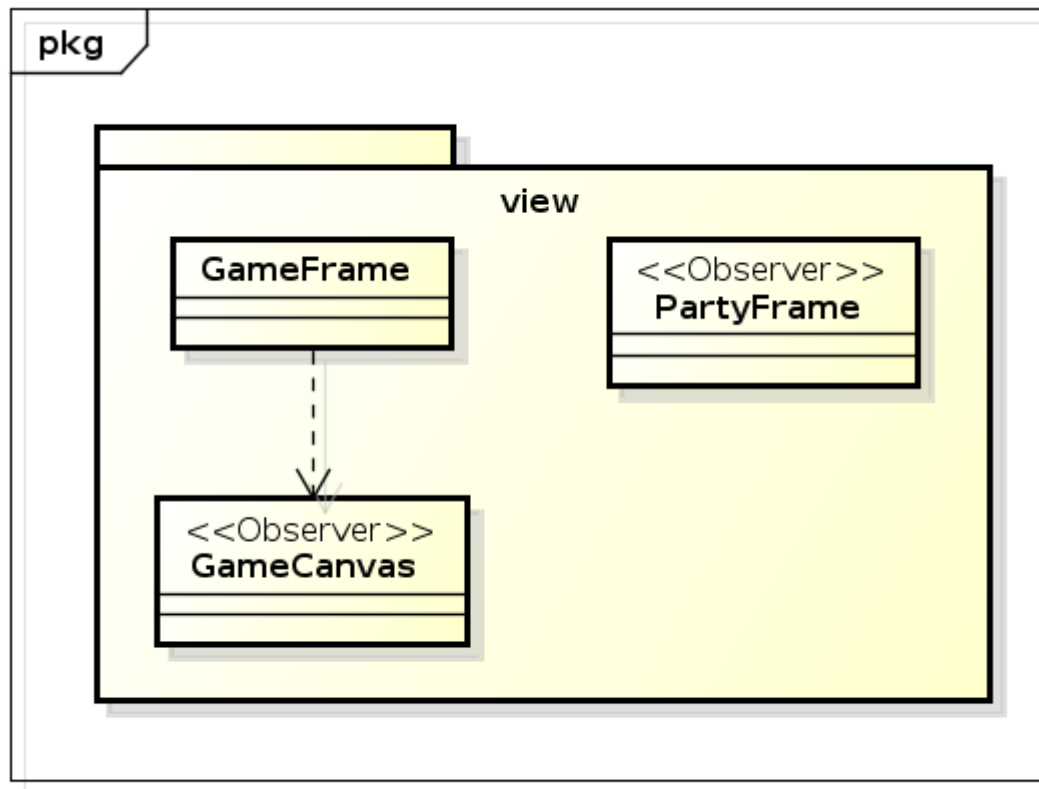 pkg
view
GameFrame
<<Observer>>
PartyFrame
<<Observer>>
GameCanvas